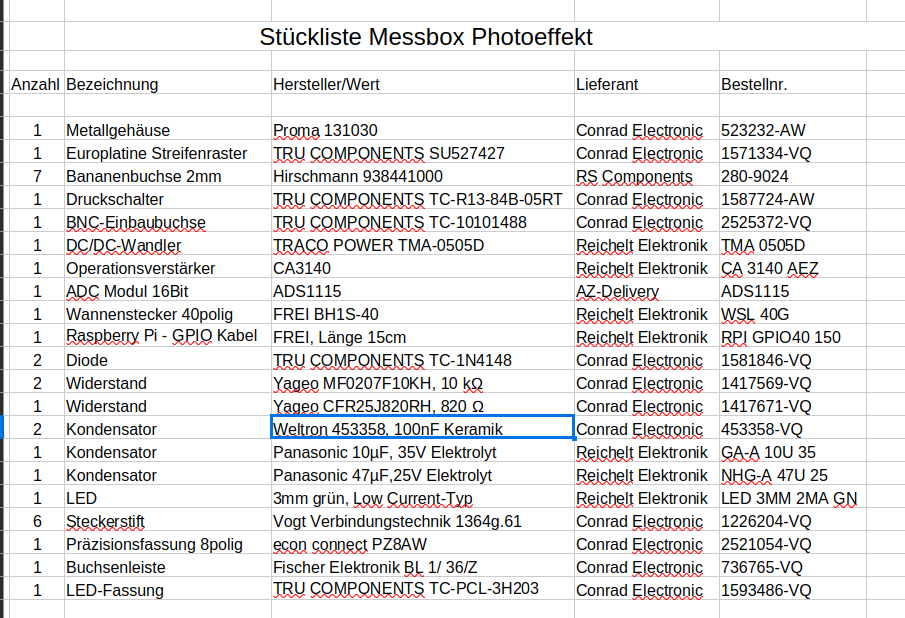 Stückliste Messbox Photoeffekt
Anzahl Bezeichnung Hersteller/Wert Lieferant Bestellnr.
1 Metallgehäuse Proma 131030 Conrad Electronic 523232-AW
1 Europlatine Streifenraster TRU COMPONENTS SU527427 Conrad Electronic 1571334-VQ
7 Bananenbuchse 2mm Hirschmann 938441000 RS Components 280-9024
1 Druckschalter TRU COMPONENTS TC-R13-84B-05RT Conrad Electronic 1587724-AW
1 BNC-Einbaubuchse TRU COMPONENTS TC-10101488 Conrad Electronic 2525372-VQ
1 DC/DC-Wandler TRACO POWER TMA-0505D Reichelt Elektronik TMA 0505D
1 Operationsverstärker CA3140 Reichelt Elektronik CA 3140 AEZ
1 ADC Modul 16Bit ADS1115 AZ-Delivery ADS1115
1 Wannenstecker 40polig FREI BH1S-40 Reichelt Elektronik WSL 40G
1 Raspberry Pi - GPIO Kabel FREI, Länge 15cm Reichelt Elektronik RPI GPIO40 150
2 Diode TRU COMPONENTS TC-1N4148 Conrad Electronic 1581846-VQ
2 Widerstand Yageo MF0207F10KH, 10 kΩ Conrad Electronic 1417569-VQ
1 Widerstand Yageo CFR25J820RH, 820 Ω Conrad Electronic 1417671-VQ
2 Kondensator Weltron 453358, 100nF Keramik Conrad Electronic 453358-VQ
1 Kondensator Panasonic 10µF, 35V Elektrolyt Reichelt Elektronik GA-A 10U 35
1 Kondensator Panasonic 47µF,25V Elektrolyt Reichelt Elektronik NHG-A 47U 25
1 LED 3mm grün, Low Current-Typ Reichelt Elektronik LED 3MM 2MA GN
6 Steckerstift Vogt Verbindungstechnik 1364g.61 Conrad Electronic 1226204-VQ
1 Präzisionsfassung 8polig econ connect PZ8AW Conrad Electronic 2521054-VQ
1 Buchsenleiste Fischer Elektronik BL 1/ 36/Z Conrad Electronic 736765-VQ
1 LED-Fassung TRU COMPONENTS TC-PCL-3H203 Conrad Electronic 1593486-VQ